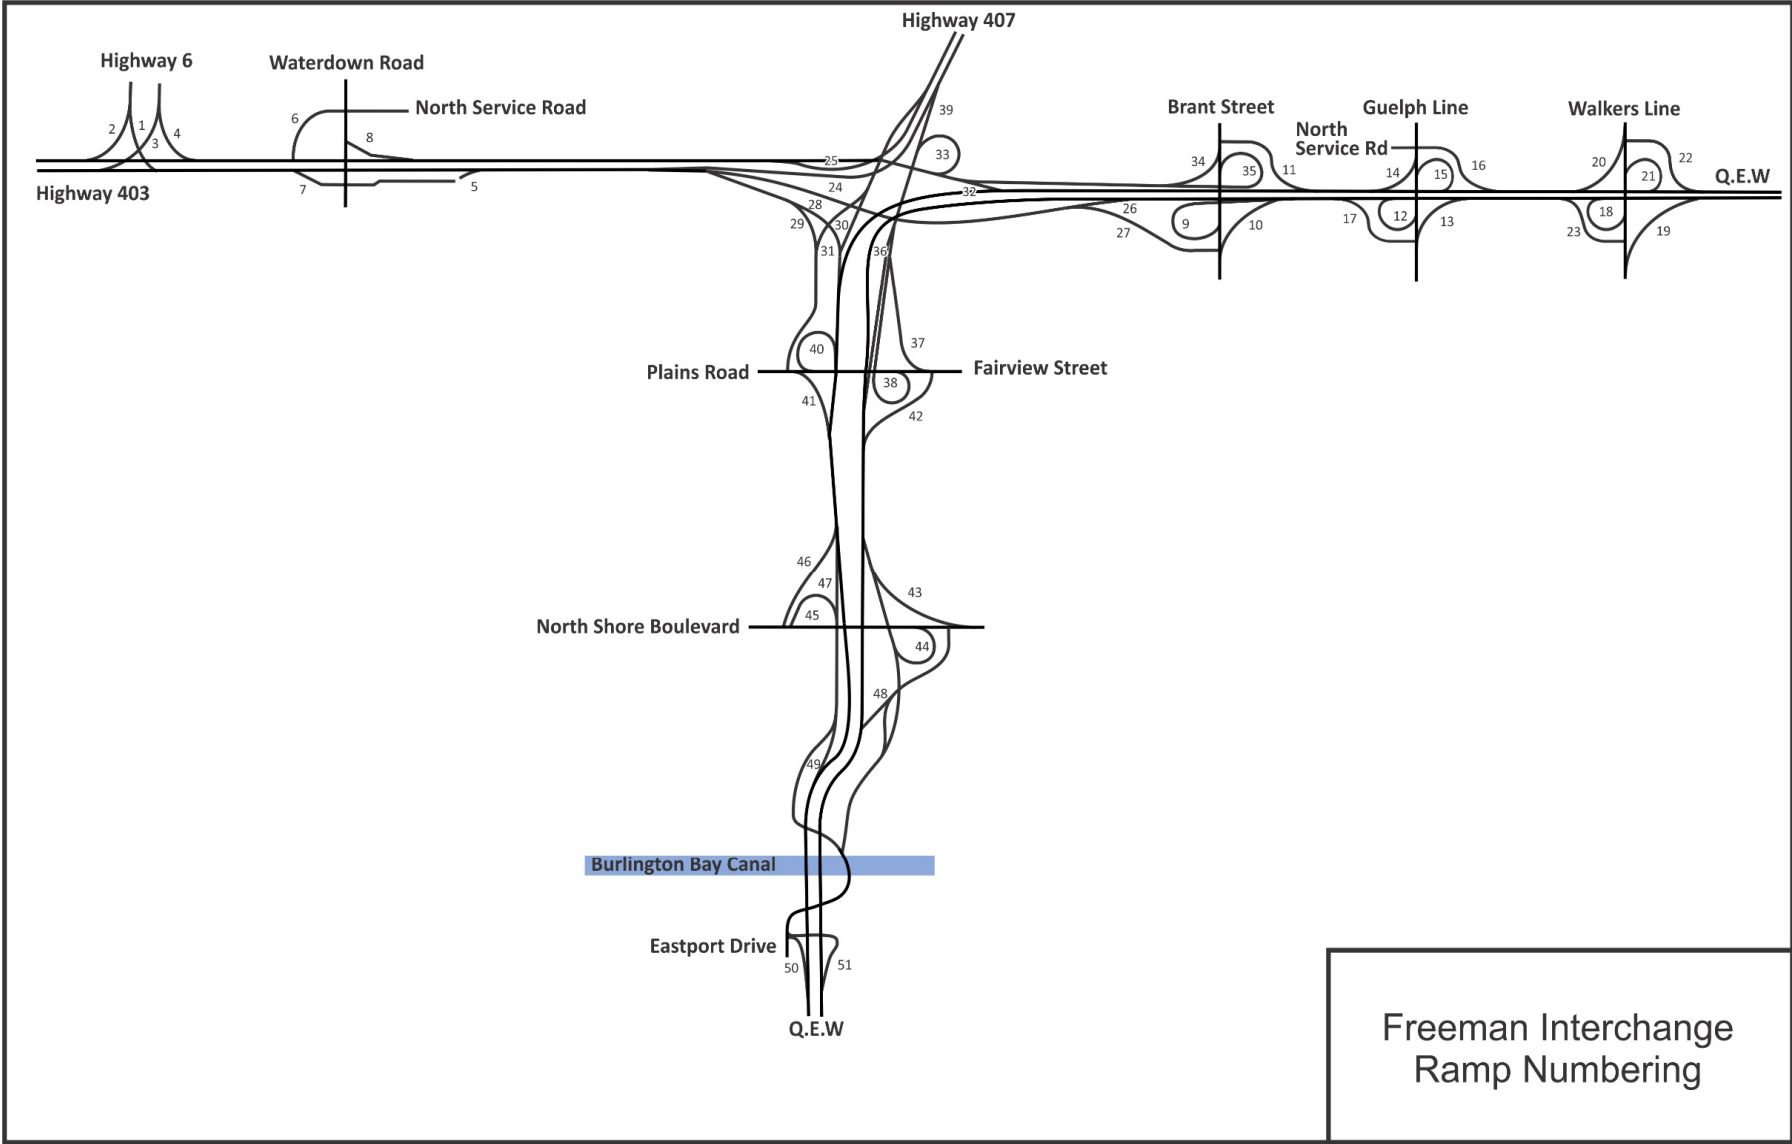 Highway 407
Highway 6
Waterdown Road
North Service Road
Brant Street
Guelph Line
Walkers Line
North
Service Rd
Highway 403
Q.E.W
2
1
3
4
6
8
7
5
39
33
25
24
32
28
29
30
31
36
26
27
34
35
11
9
10
14
15
16
17
12
13
20
21
22
23
18
19
40
37
Plains Road
Fairview Street
38
41
42
46
47
45
43
North Shore Boulevard
44
48
49
Burlington Bay Canal
Eastport Drive
50
51
Q.E.W
Freeman Interchange
Ramp Numbering